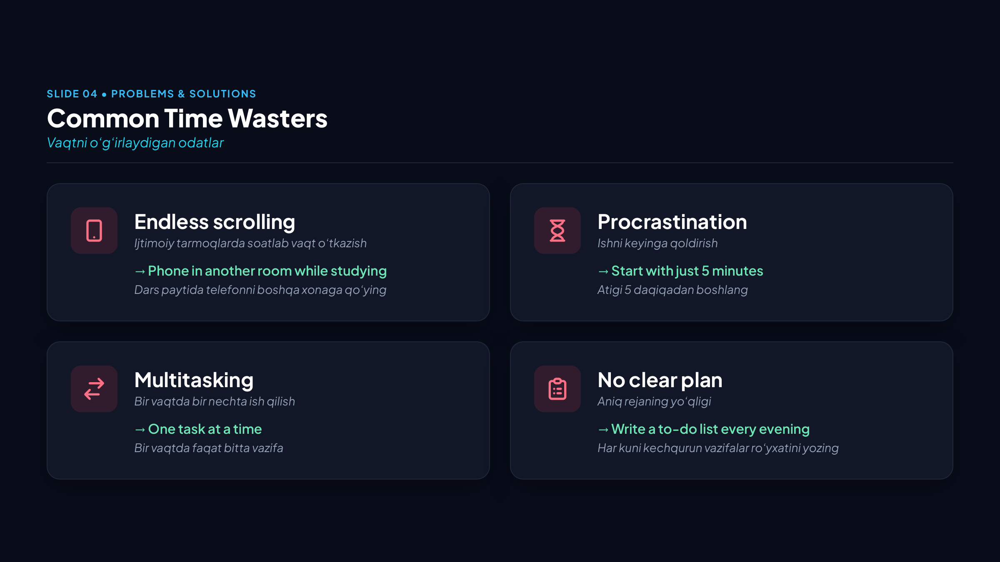 SLIDE 04 • PROBLEMS & SOLUTIONS
Common Time Wasters
Vaqtni o‘g‘irlaydigan odatlar
Endless scrolling
Ijtimoiy tarmoqlarda soatlab vaqt o‘tkazish
→ Phone in another room while studying
Dars paytida telefonni boshqa xonaga qo‘ying
Procrastination
Ishni keyinga qoldirish
→ Start with just 5 minutes
Atigi 5 daqiqadan boshlang
Multitasking
Bir vaqtda bir nechta ish qilish
→ One task at a time
Bir vaqtda faqat bitta vazifa
No clear plan
Aniq rejaning yo‘qligi
→ Write a to-do list every evening
Har kuni kechqurun vazifalar ro‘yxatini yozing